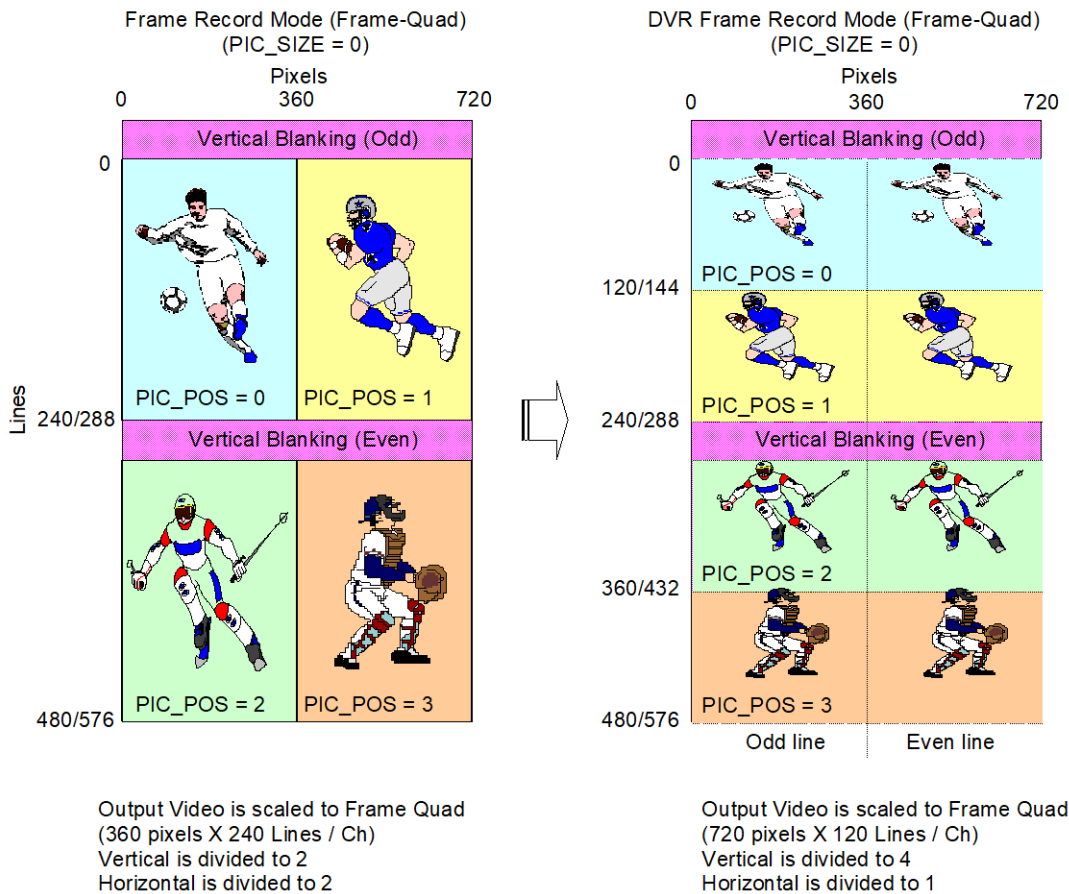 Frame Record Mode (Frame-Quad)
(PIC_SIZE = 0)
Pixels
0 360 720
Vertical Blanking (Odd)
0
PIC_POS = 0 PIC_POS = 1
Lines
240/288
Vertical Blanking (Even)
PIC_POS = 2 PIC_POS = 3
480/576
Output Video is scaled to Frame Quad
(360 pixels X 240 Lines / Ch)
Vertical is divided to 2
Horizontal is divided to 2
DVR Frame Record Mode (Frame-Quad)
(PIC_SIZE = 0)
Pixels
0 360 720
Vertical Blanking (Odd)
0
PIC_POS = 0
120/144
PIC_POS = 1
240/288
Vertical Blanking (Even)
PIC_POS = 2
360/432
PIC_POS = 3
480/576
Odd line Even line
Output Video is scaled to Frame Quad
(720 pixels X 120 Lines / Ch)
Vertical is divided to 4
Horizontal is divided to 1